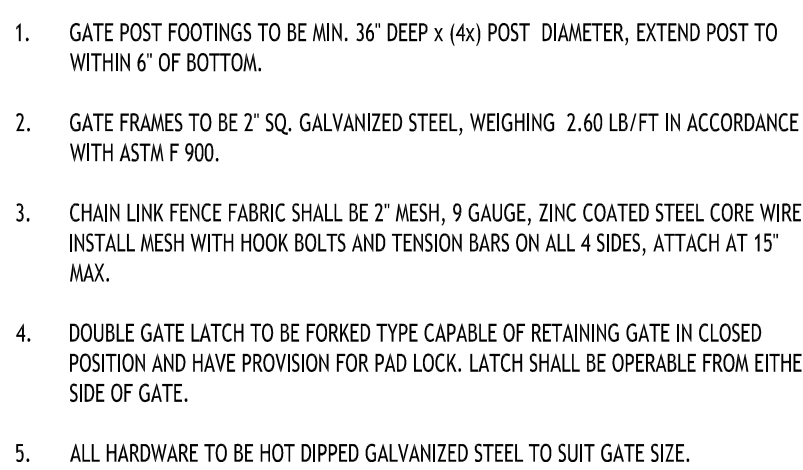 1. GATE POST FOOTINGS TO BE MIN. 36" DEEP x (4x) POST DIAMETER, EXTEND POST TO
WITHIN 6" OF BOTTOM.
2. GATE FRAMES TO BE 2" SQ. GALVANIZED STEEL, WEIGHING 2.60 LB/FT IN ACCORDANCE
WITH ASTM F 900.
3. CHAIN LINK FENCE FABRIC SHALL BE 2" MESH, 9 GAUGE, ZINC COATED STEEL CORE WIRE
INSTALL MESH WITH HOOK BOLTS AND TENSION BARS ON ALL 4 SIDES, ATTACH AT 15"
MAX.
4. DOUBLE GATE LATCH TO BE FORKED TYPE CAPABLE OF RETAINING GATE IN CLOSED
POSITION AND HAVE PROVISION FOR PAD LOCK. LATCH SHALL BE OPERABLE FROM EITHE
SIDE OF GATE.
5. ALL HARDWARE TO BE HOT DIPPED GALVANIZED STEEL TO SUIT GATE SIZE.